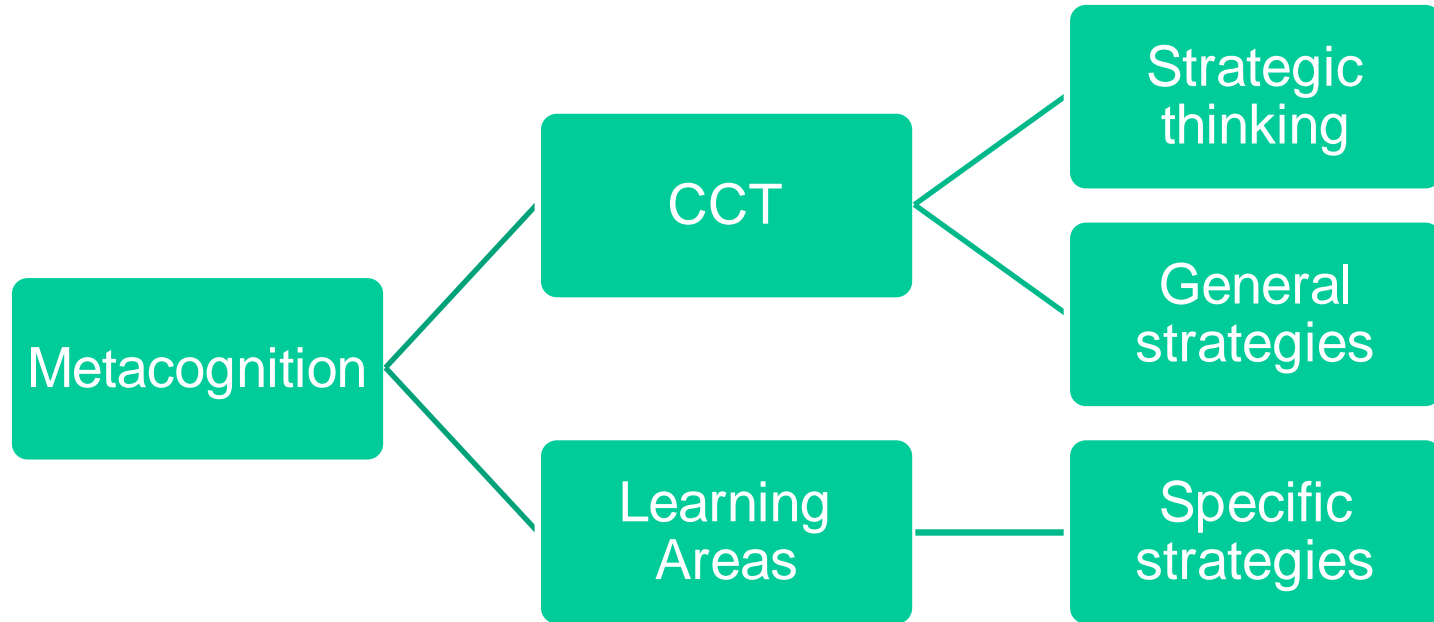 Metacognition
CCT
Strategic
thinking
General
strategies
Learning
Areas
Specific
strategies